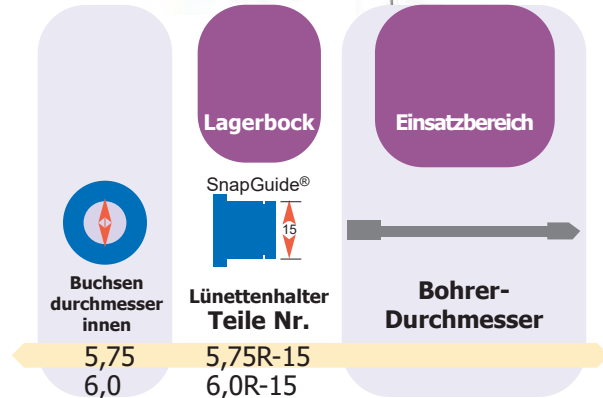 Lagerbock
Einsatzbereich
SnapGuide®
15
Buchsen
durchmesser
innen
Lünettenhalter
Teile Nr.
Bohrer-
Durchmesser
5,75 5,75R-15
6,0 6,0R-15